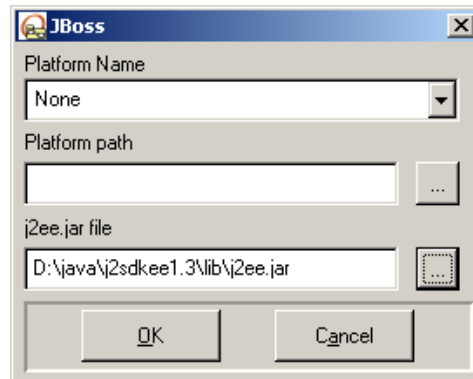 JBoss
Platform Name
None
Platform path
...
j2ee.jar file
D:\java\j2sdkee1.3\lib\j2ee.jar
...
OK Cancel